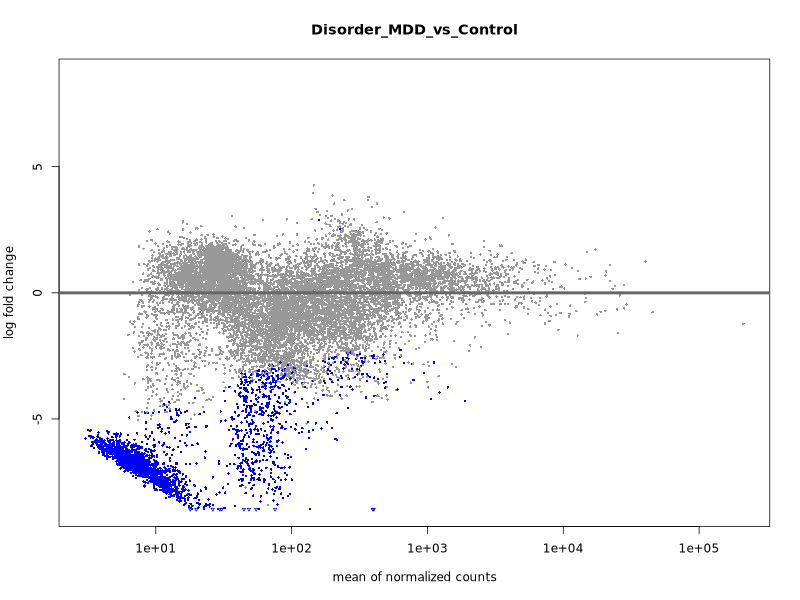 Disorder_MDD_vs_Control
log fold change
5
0
-5
1e+01 1e+02 1e+03 1e+04 1e+05
mean of normalized counts